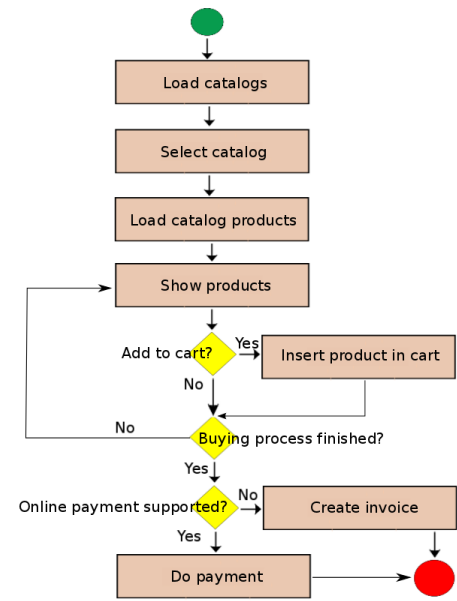 Load catalogs
Select catalog
Load catalog products
Show products
Add to cart?
Yes
Insert product in cart
No
No
Buying process finished?
Yes
Online payment supported?
No
Create invoice
Yes
Do payment